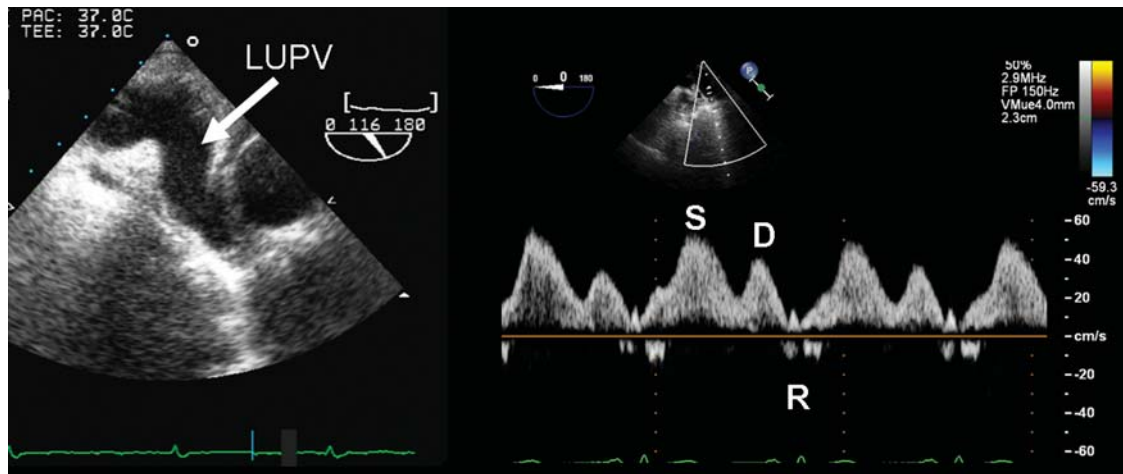 PAC: 37.0C
TEE: 37.0C
LUPV
0 116 180
0 0 180
P
50%
2.9MHz
FP 150Hz
VMue4.0mm
2.3cm
-59.3
cm/s
S
D
R
60
40
20
cm/s
-20
-40
-60